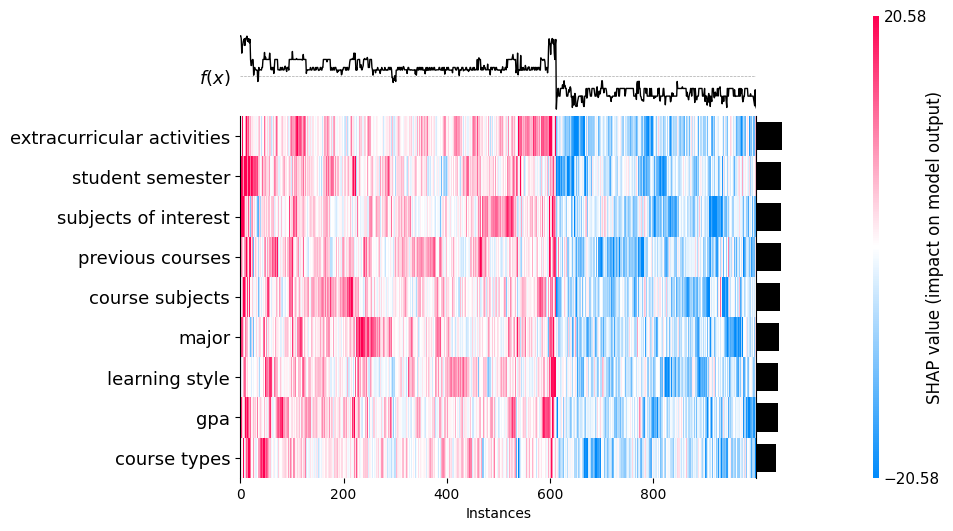 20.58
f(x)
extracurricular activities
student semester
subjects of interest
previous courses
course subjects
major
learning style
gpa
course types
0 200 400 600 800
Instances
−20.58
SHAP value (impact on model output)